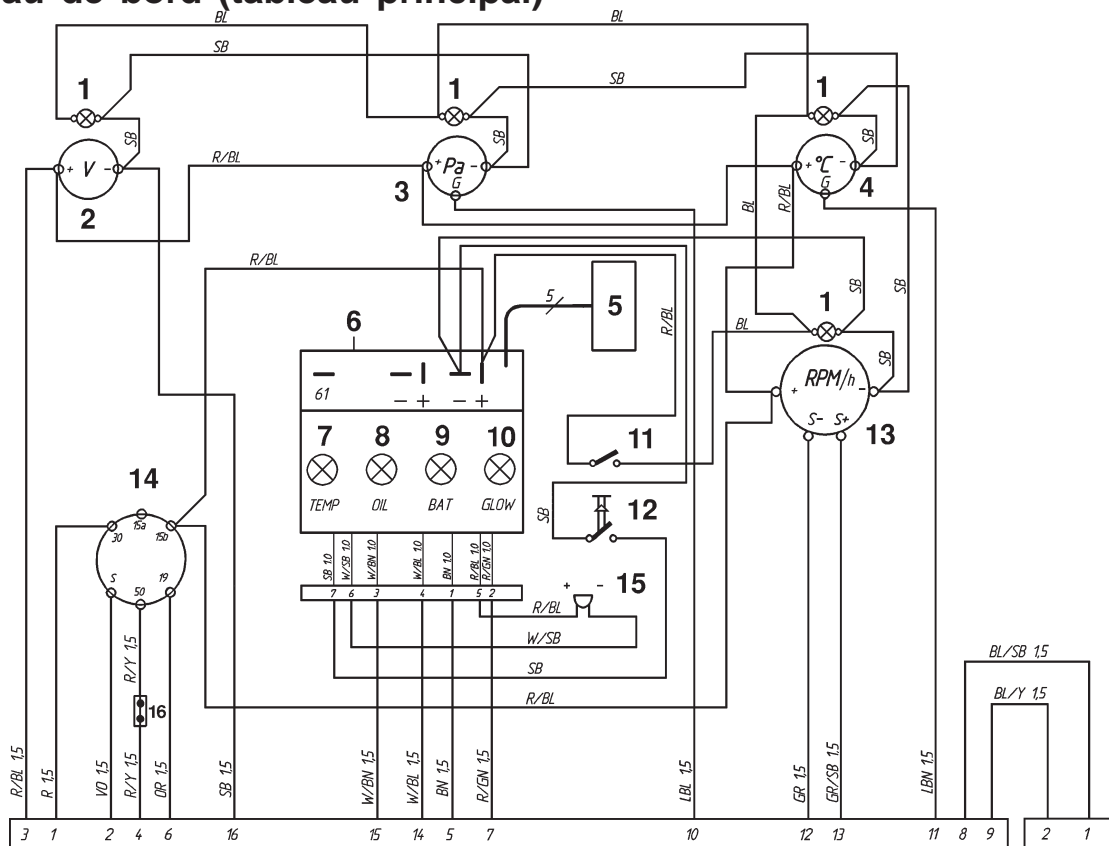 au de bord (tableau principal)
BL
BL
SB
SB
1
1
1
SB
SB
SB
+ V -
+ Pa -
G
+ °C -
G
R/BL
2
3
4
BL
R/BL
R/BL
SB
SB
5
5
R/BL
1
6
BL
SB
61
- +
- +
RPM/h
+ -
S- S+
13
7
8
9
10
11
TEMP
OIL
BAT
GLOW
14
12
SB
30
15a
15b
S
50
19
SB 1.0
W/SB 1.0
W/BN 1.0
W/BL 1.0
BN 1.0
R/BL 1.0
R/GN 1.0
7 6 3 4 1 5 2
+ -
15
R/BL
W/SB
SB
R/BL
R/Y 1,5
16
BL/SB 1,5
BL/Y 1,5
R/BL 1,5
R 1,5
VO 1,5
R/Y 1,5
OR 1,5
SB 1,5
W/BN 1,5
W/BL 1,5
BN 1,5
R/GN 1,5
LBL 1,5
GR 1,5
GR/SB 1,5
LBN 1,5
3 1 2 4 6 16 15 14 5 7 10 12 13 11 8 9 2 1